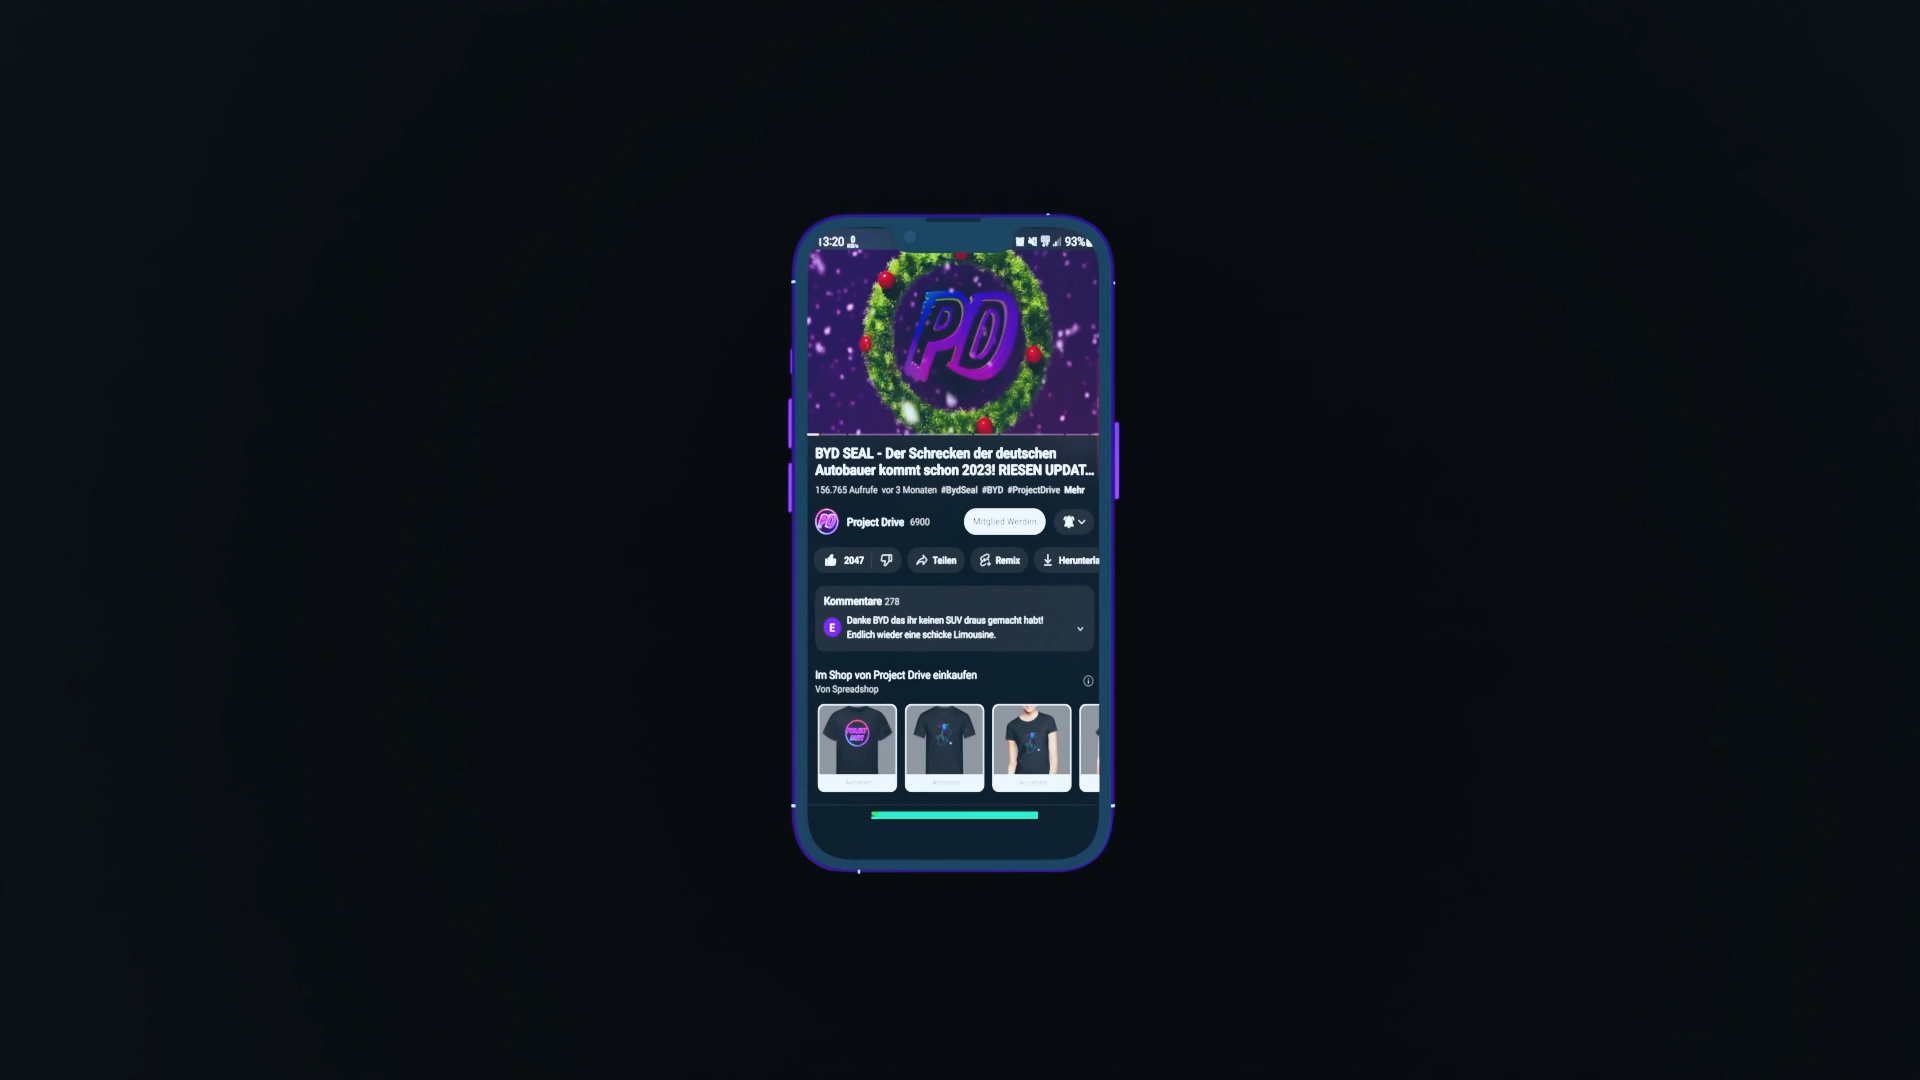 13:20
93%
PD
BYD SEAL - Der Schrecken der deutschen
Autobauer kommt schon 2023! RIESEN UPDAT...
156.765 Aufrufe vor 3 Monaten #BydSeal #BYD #ProjectDrive Mehr
PD
Project Drive 6900
Mitglied Werden
2047
Teilen
Remix
Herunterla
Kommentare 278
E
Danke BYD das ihr keinen SUV draus gemacht habt!
Endlich wieder eine schicke Limousine.
Im Shop von Project Drive einkaufen
Von Spreadshop